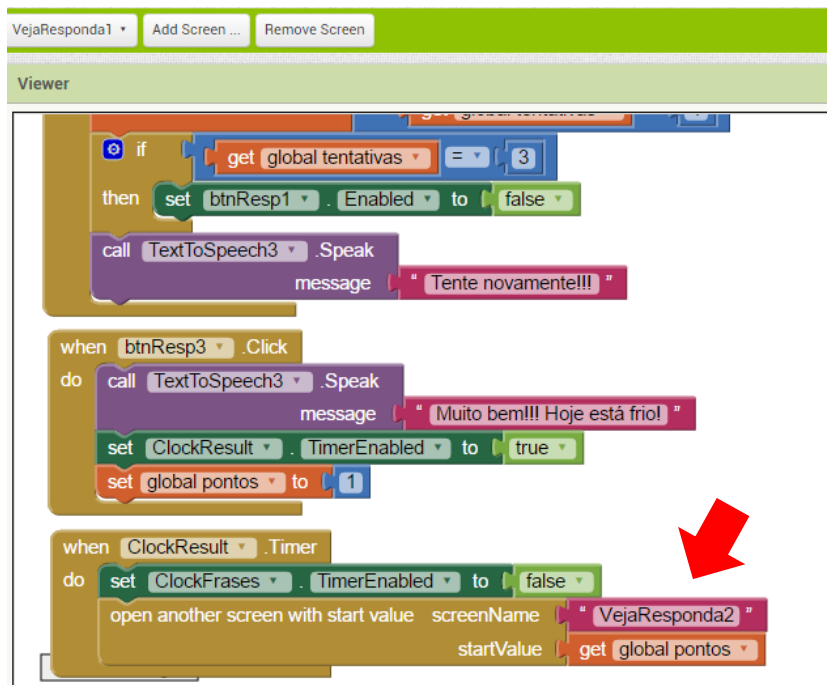 VejaResponda1 Add Screen ... Remove Screen
Viewer
if get global tentativas = 3
then set btnResp1 . Enabled to false
call TextToSpeech3 .Speak
message " Tente novamente!!! "
when btnResp3 .Click
do call TextToSpeech3 .Speak
message " Muito bem!!! Hoje está frio! "
set ClockResult . TimerEnabled to true
set global pontos to 1
when ClockResult .Timer
do set ClockFrases . TimerEnabled to false
open another screen with start value screenName " VejaResponda2 "
startValue get global pontos